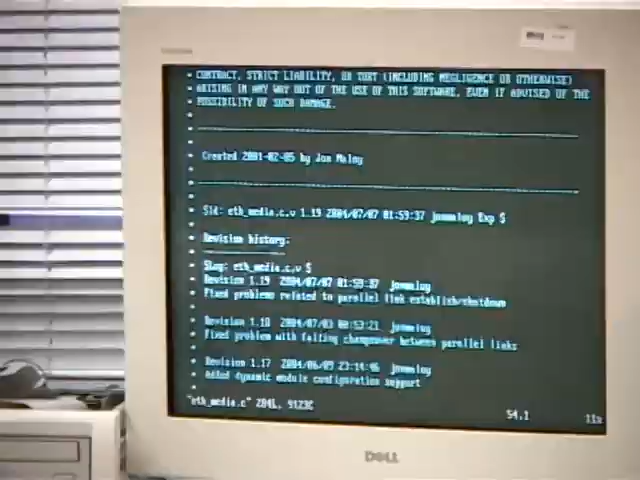 * CONTRACT, STRICT LIABILITY, OR TORT (INCLUDING NEGLIGENCE OR OTHERWISE)
* ARISING IN ANY WAY OUT OF THE USE OF THIS SOFTWARE, EVEN IF ADVISED OF THE
* POSSIBILITY OF SUCH DAMAGE.
*
* ------------------------------------------------------------------------
*
* Created 2001-02-05 by Jon Maloy
*
* ------------------------------------------------------------------------
*
* $Id: eth_media.c,v 1.19 2004/07/07 01:59:37 jonmaloy Exp $
*
* Revision history:
* ----------------
* $Log: eth_media.c,v $
* Revision 1.19 2004/07/07 01:59:37 jonmaloy
* Fixed problems related to parallel link establish/shutdown
*
* Revision 1.18 2004/07/03 00:53:21 jonmaloy
* Fixed problem with failing changeover between parallel links
*
* Revision 1.17 2004/06/09 23:14:46 jonmaloy
* Added dynamic module configuration support
*
"eth_media.c" 284L, 9123C 54,1 11%
DELL